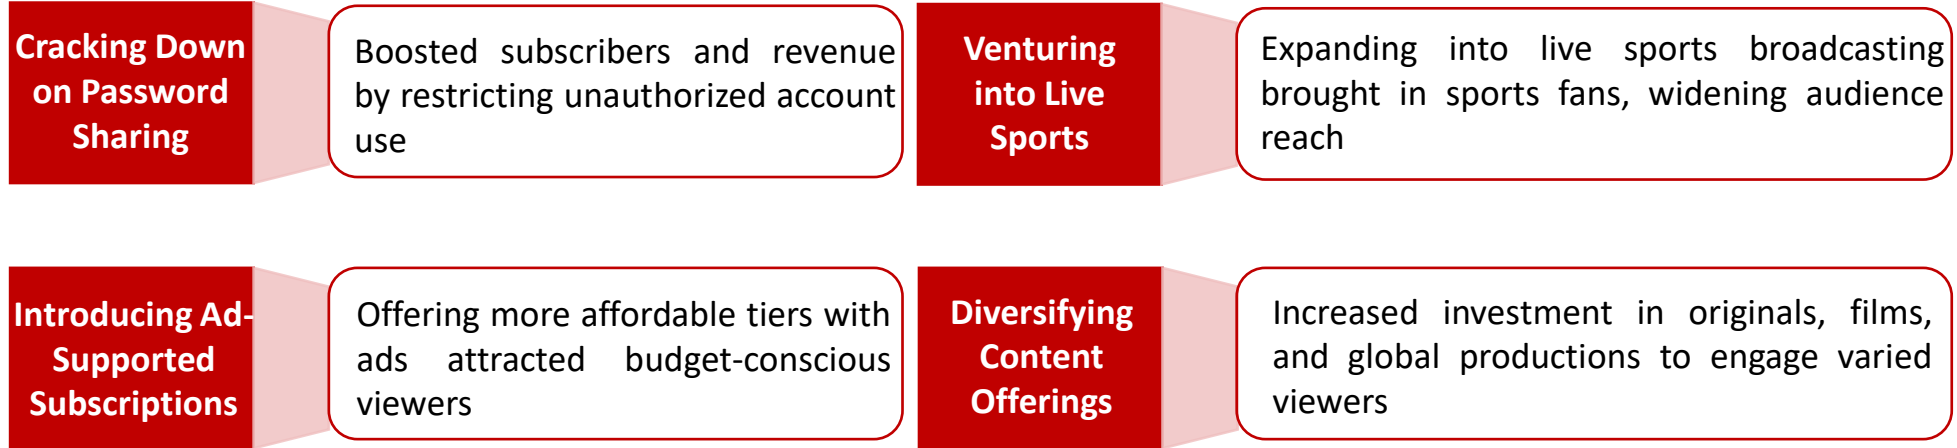 Cracking Down
on Password
Sharing
Boosted subscribers and revenue
by restricting unauthorized account
use
Venturing
into Live
Sports
Expanding into live sports broadcasting
brought in sports fans, widening audience
reach
Introducing Ad-
Supported
Subscriptions
Offering more affordable tiers with
ads attracted budget-conscious
viewers
Diversifying
Content
Offerings
Increased investment in originals, films,
and global productions to engage varied
viewers